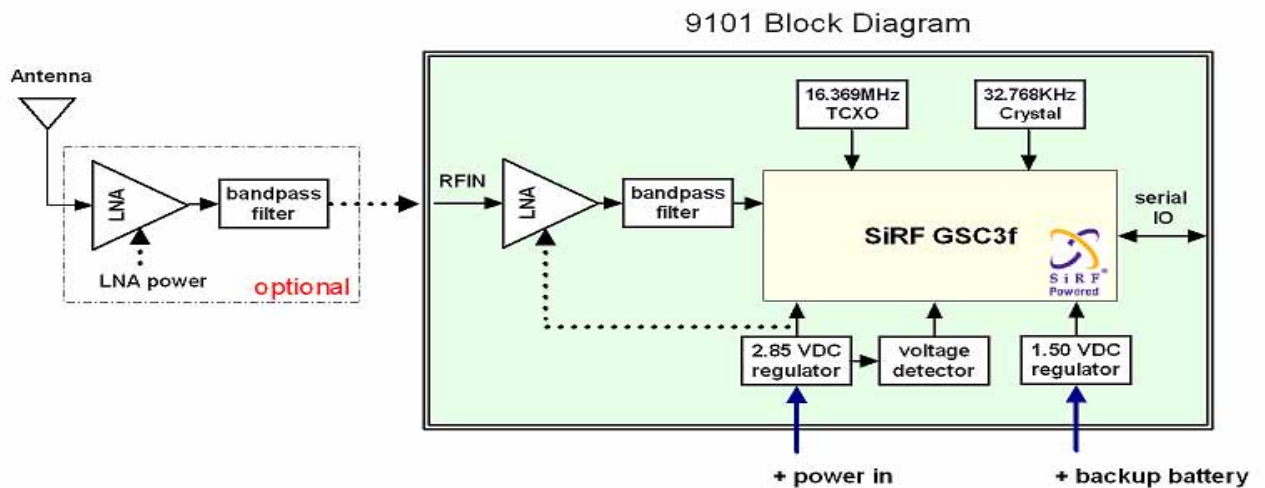 9101 Block Diagram
Antenna
LNA
bandpass
filter
LNA power
optional
RFIN
LNA
bandpass
filter
16.369MHz
TCXO
32.768KHz
Crystal
SiRF GSC3f
SiRF®
Powered
serial
IO
2.85 VDC
regulator
voltage
detector
1.50 VDC
regulator
+ power in
+ backup battery